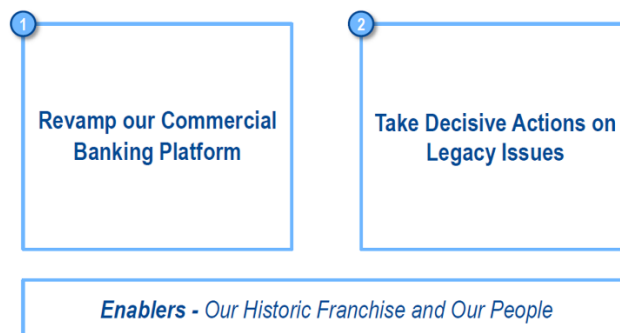 1
Revamp our Commercial
Banking Platform
2
Take Decisive Actions on
Legacy Issues
Enablers - Our Historic Franchise and Our People